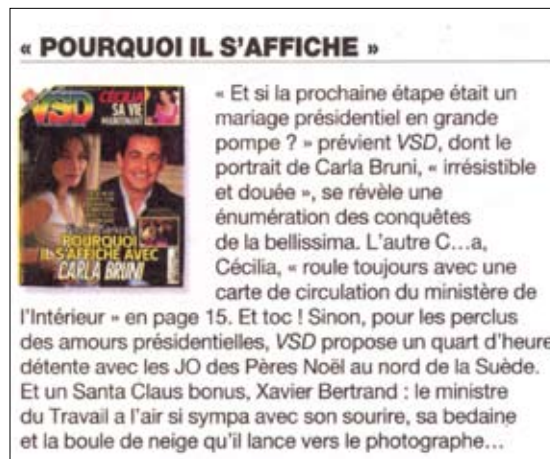 « POURQUOI IL S'AFFICHE »
VSD
CÉCILIA
SA VIE
POURQUOI
IL S'AFFICHE AVEC
CARLA BRUNI
« Et si la prochaine étape était un
mariage présidentiel en grande
pompe ? » prévient VSD, dont le
portrait de Carla Bruni, « irrésistible
et douée », se révèle une
énumération des conquêtes
de la bellissima. L'autre C…a,
Cécilia, « roule toujours avec une
carte de circulation du ministère de
l'Intérieur » en page 15. Et toc ! Sinon, pour les perclus
des amours présidentielles, VSD propose un quart d'heure
détente avec les JO des Pères Noël au nord de la Suède.
Et un Santa Claus bonus, Xavier Bertrand : le ministre
du Travail a l'air si sympa avec son sourire, sa bedaine
et la boule de neige qu'il lance vers le photographe…